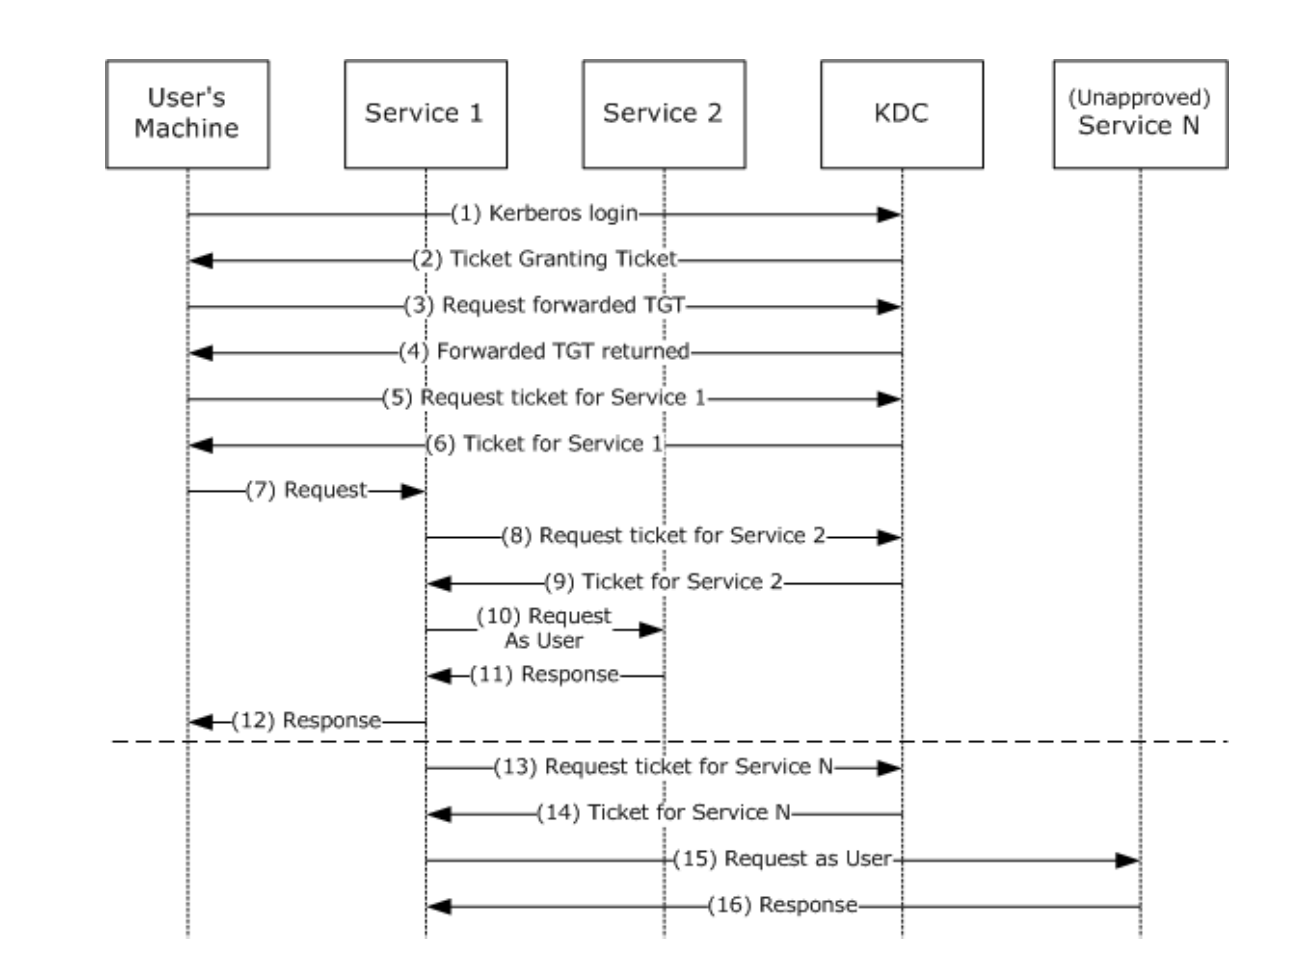 User's
Machine
Service 1
Service 2
KDC
(Unapproved)
Service N
(1) Kerberos login
(2) Ticket Granting Ticket
(3) Request forwarded TGT
(4) Forwarded TGT returned
(5) Request ticket for Service 1
(6) Ticket for Service 1
(7) Request
(8) Request ticket for Service 2
(9) Ticket for Service 2
(10) Request
As User
(11) Response
(12) Response
(13) Request ticket for Service N
(14) Ticket for Service N
(15) Request as User
(16) Response